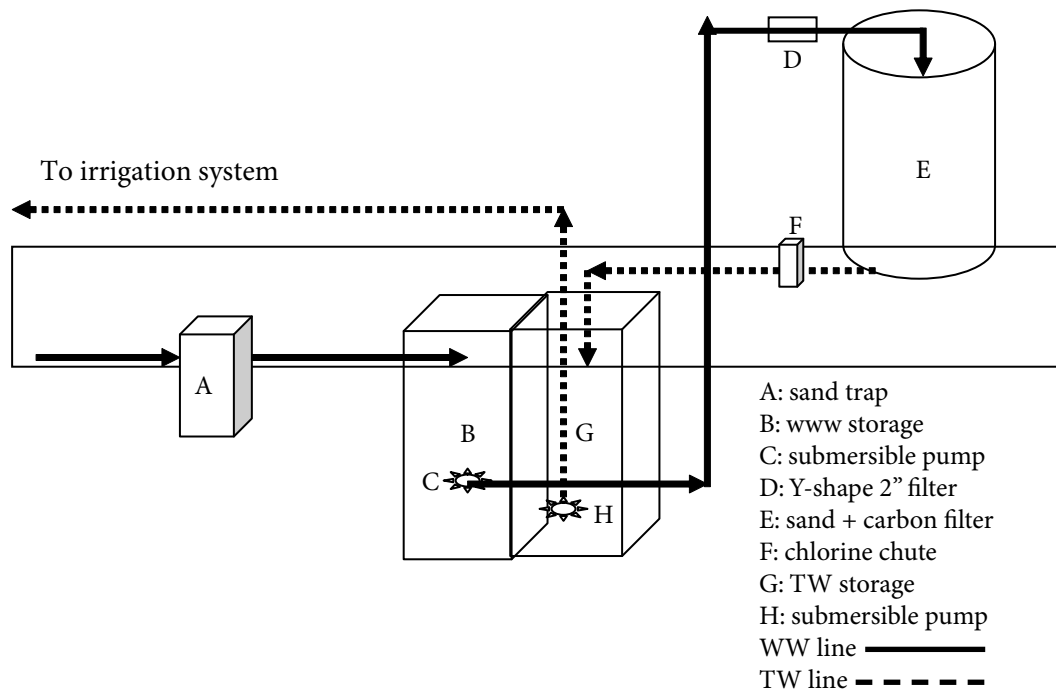 D
E
To irrigation system
F
A
B
G
C
H
A: sand trap
B: www storage
C: submersible pump
D: Y-shape 2” filter
E: sand + carbon filter
F: chlorine chute
G: TW storage
H: submersible pump
WW line
TW line